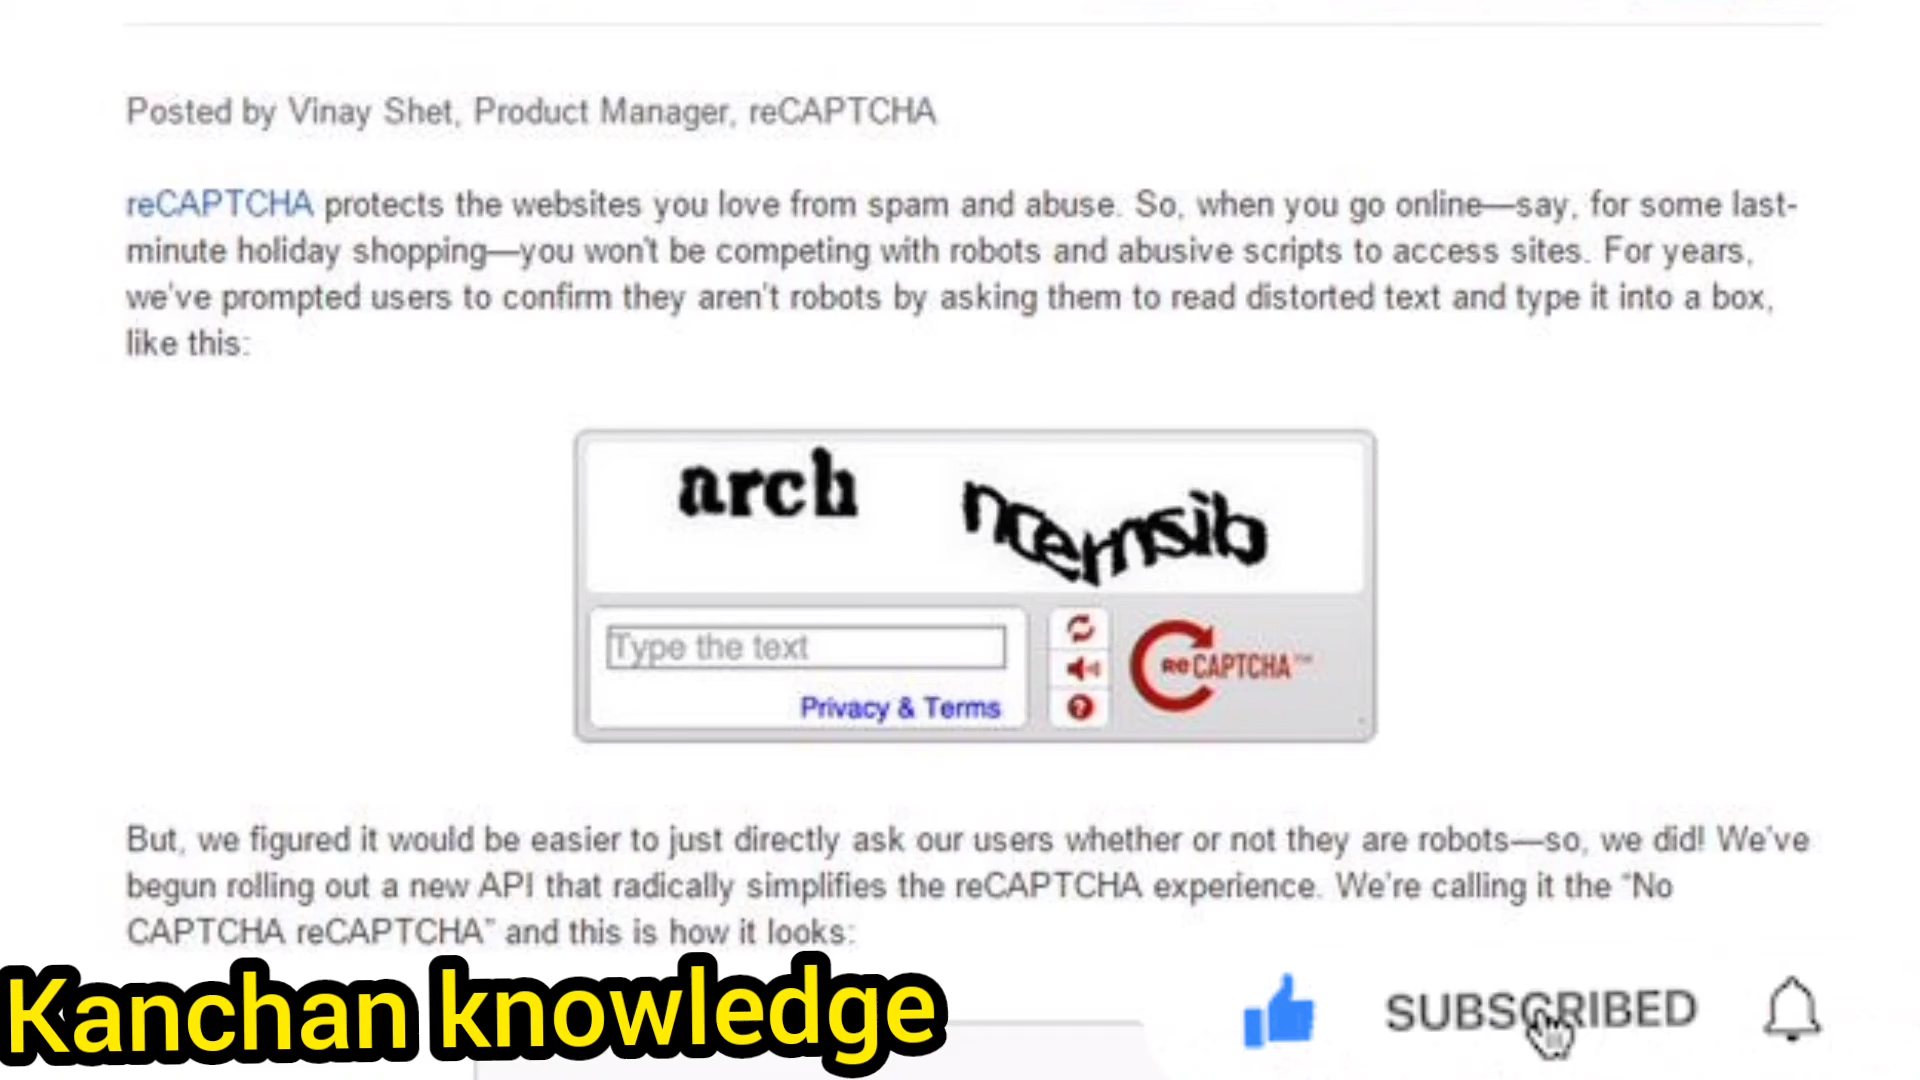 Posted by Vinay Shet, Product Manager, reCAPTCHA
reCAPTCHA protects the websites you love from spam and abuse. So, when you go online—say, for some last-
minute holiday shopping—you won't be competing with robots and abusive scripts to access sites. For years,
we've prompted users to confirm they aren't robots by asking them to read distorted text and type it into a box,
like this:
arch ncemsib
Type the text
Privacy & Terms
? ReCAPTCHA™
But, we figured it would be easier to just directly ask our users whether or not they are robots—so, we did! We've
begun rolling out a new API that radically simplifies the reCAPTCHA experience. We're calling it the “No
CAPTCHA reCAPTCHA” and this is how it looks:
Kanchan knowledge
SUBSCRIBED